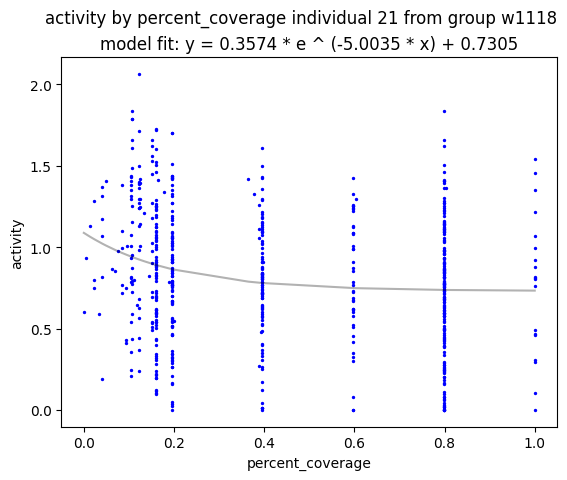 activity by percent_coverage individual 21 from group w1118
model fit: y = 0.3574 * e ^ (-5.0035 * x) + 0.7305
2.0
1.5
1.0
0.5
0.0
activity
0.0 0.2 0.4 0.6 0.8 1.0
percent_coverage